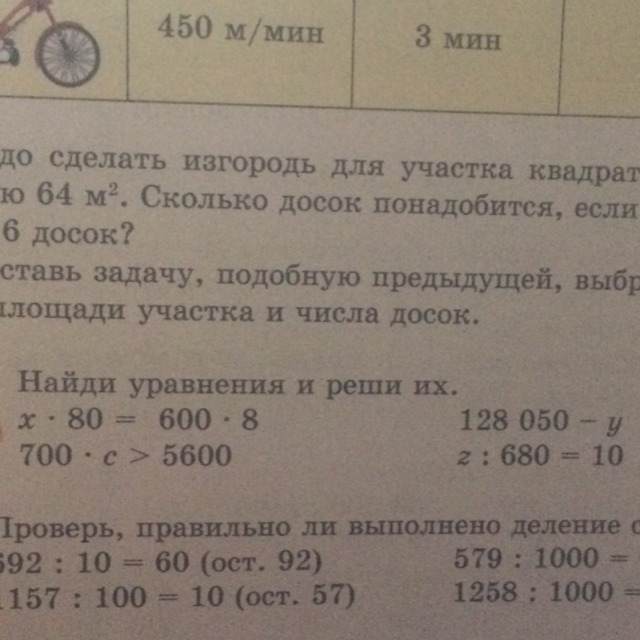 450 м/мин 3 мин
до сделать изгородь для участка квадрат
ю 64 м². Сколько досок понадобится, если
6 досок?
ставь задачу, подобную предыдущей, выбр
площади участка и числа досок.
Найди уравнения и реши их.
x · 80 = 600 · 8 128 050 − y
700 · c > 5600 z : 680 = 10
Проверь, правильно ли выполнено деление с
692 : 10 = 60 (ост. 92) 579 : 1000 =
1157 : 100 = 10 (ост. 57) 1258 : 1000 =